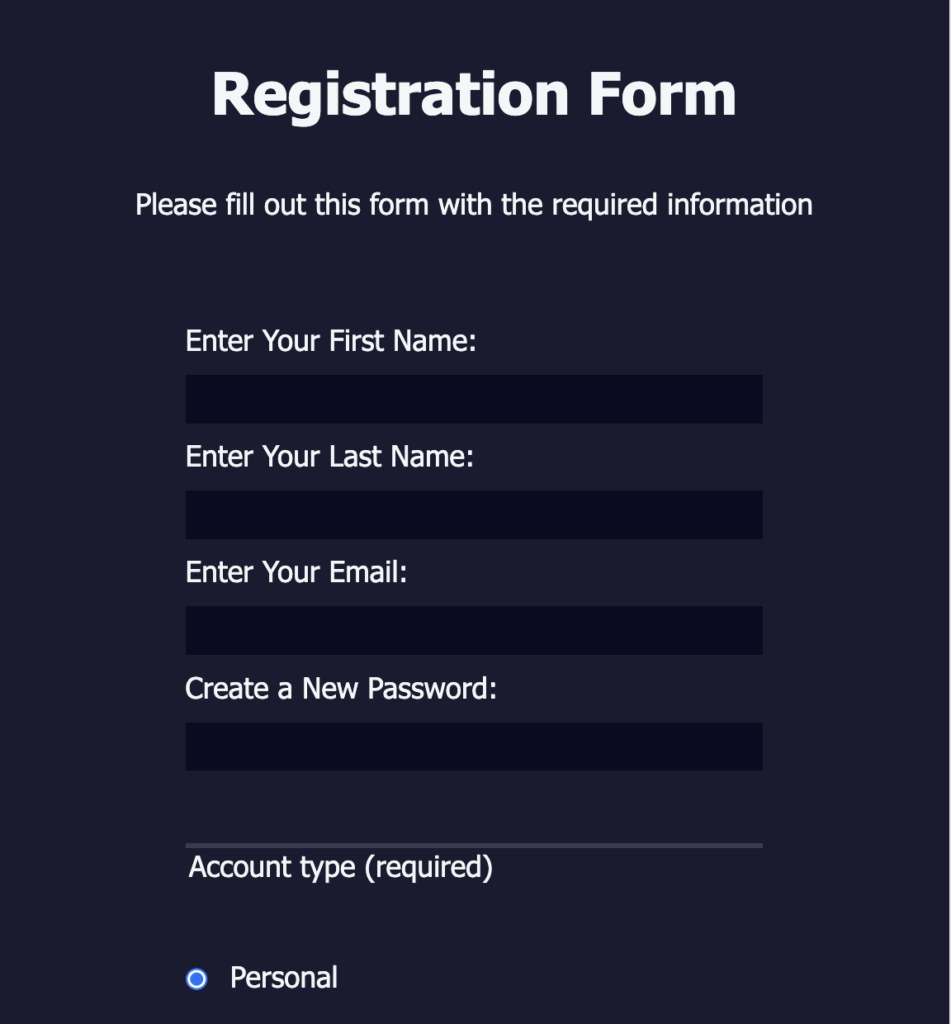 Registration Form
Please fill out this form with the required information
Enter Your First Name:
Enter Your Last Name:
Enter Your Email:
Create a New Password:
Account type (required)
Personal